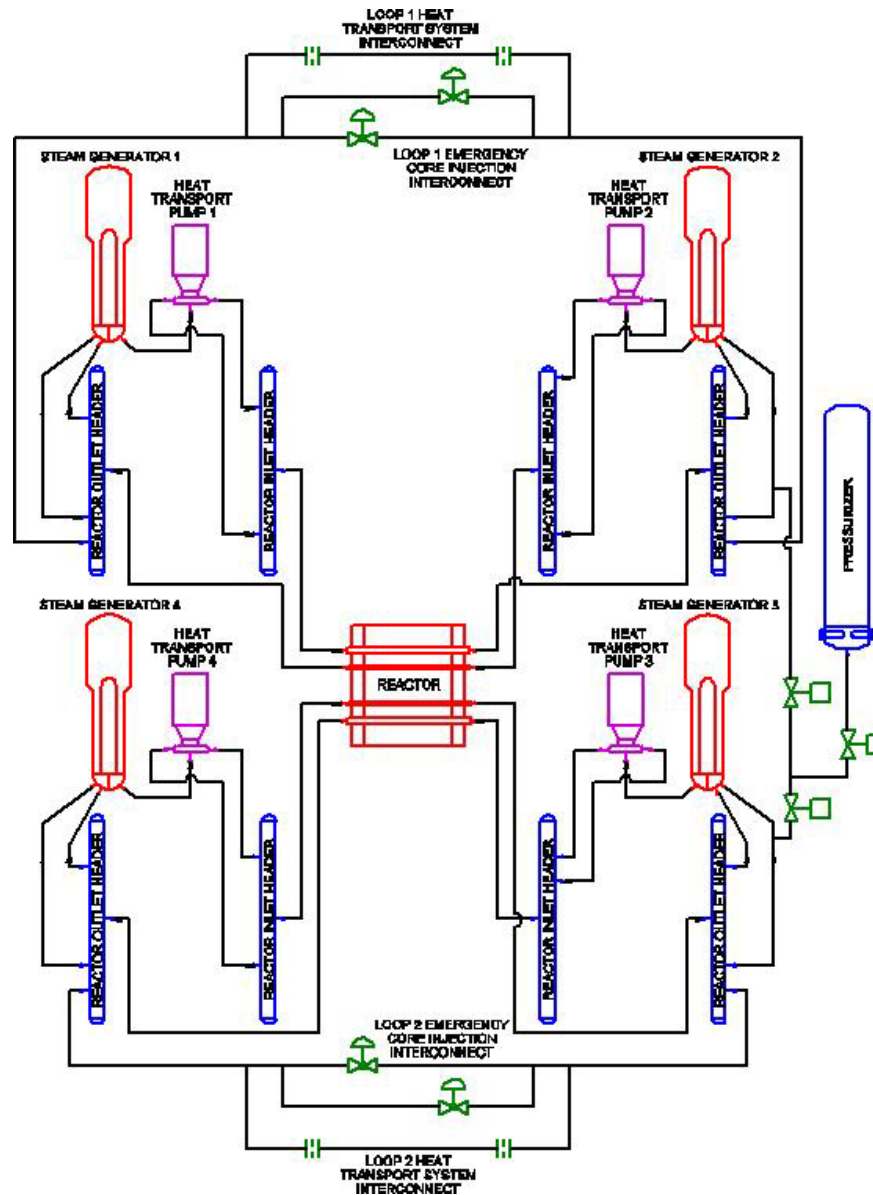 LOOP 1 HEAT
TRANSPORT SYSTEM
INTERCONNECT
LOOP 1 EMERGENCY
CORE INJECTION
INTERCONNECT
STEAM GENERATOR 1
HEAT
TRANSPORT
PUMP 1
HEAT
TRANSPORT
PUMP 2
STEAM GENERATOR 2
REACTOR OUTLET HEADER
REACTOR INLET HEADER
REACTOR INLET HEADER
REACTOR OUTLET HEADER
PRESSURIZER
STEAM GENERATOR 4
HEAT
TRANSPORT
PUMP 4
REACTOR
HEAT
TRANSPORT
PUMP 3
STEAM GENERATOR 3
REACTOR OUTLET HEADER
REACTOR INLET HEADER
REACTOR INLET HEADER
REACTOR OUTLET HEADER
LOOP 2 EMERGENCY
CORE INJECTION
INTERCONNECT
LOOP 2 HEAT
TRANSPORT SYSTEM
INTERCONNECT